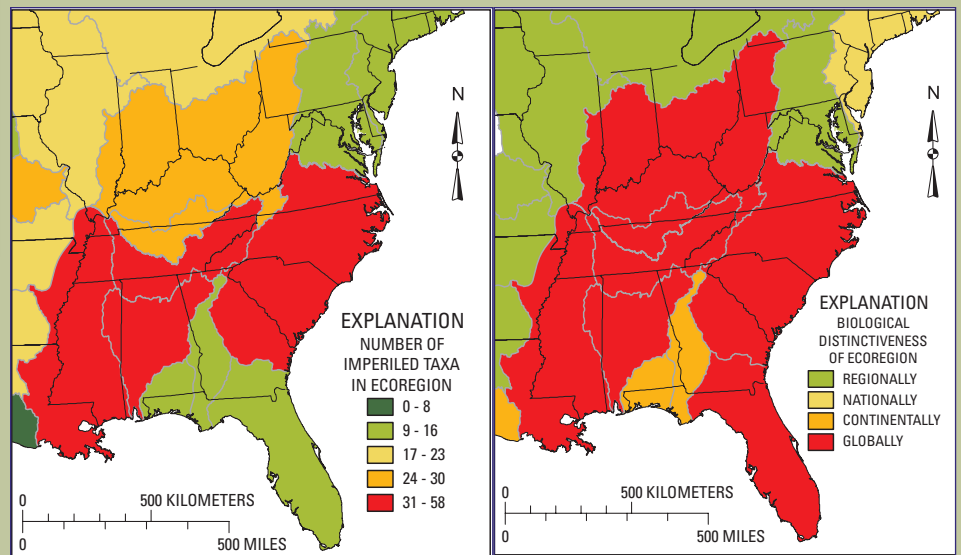 N
EXPLANATION
NUMBER OF
IMPERILED TAXA
IN ECOREGION
0 - 8
9 - 16
17 - 23
24 - 30
31 - 58
0 500 KILOMETERS
0 500 MILES
N
EXPLANATION
BIOLOGICAL
DISTINCTIVENESS
OF ECOREGION
REGIONALLY
NATIONALLY
CONTINENTALLY
GLOBALLY
0 500 KILOMETERS
0 500 MILES